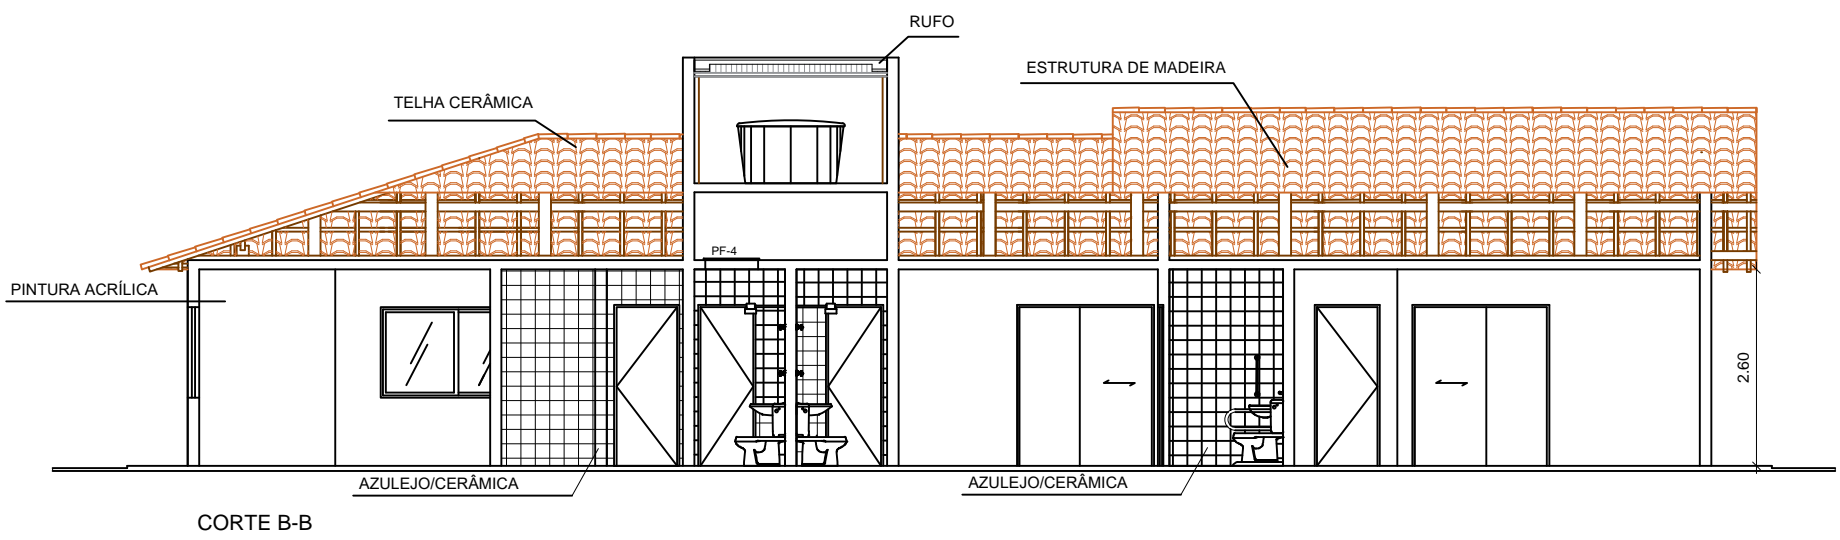 RUFO
ESTRUTURA DE MADEIRA
TELHA CERÂMICA
PF-4
PINTURA ACRÍLICA
2.60
AZULEJO/CERÂMICA
AZULEJO/CERÂMICA
CORTE B-B